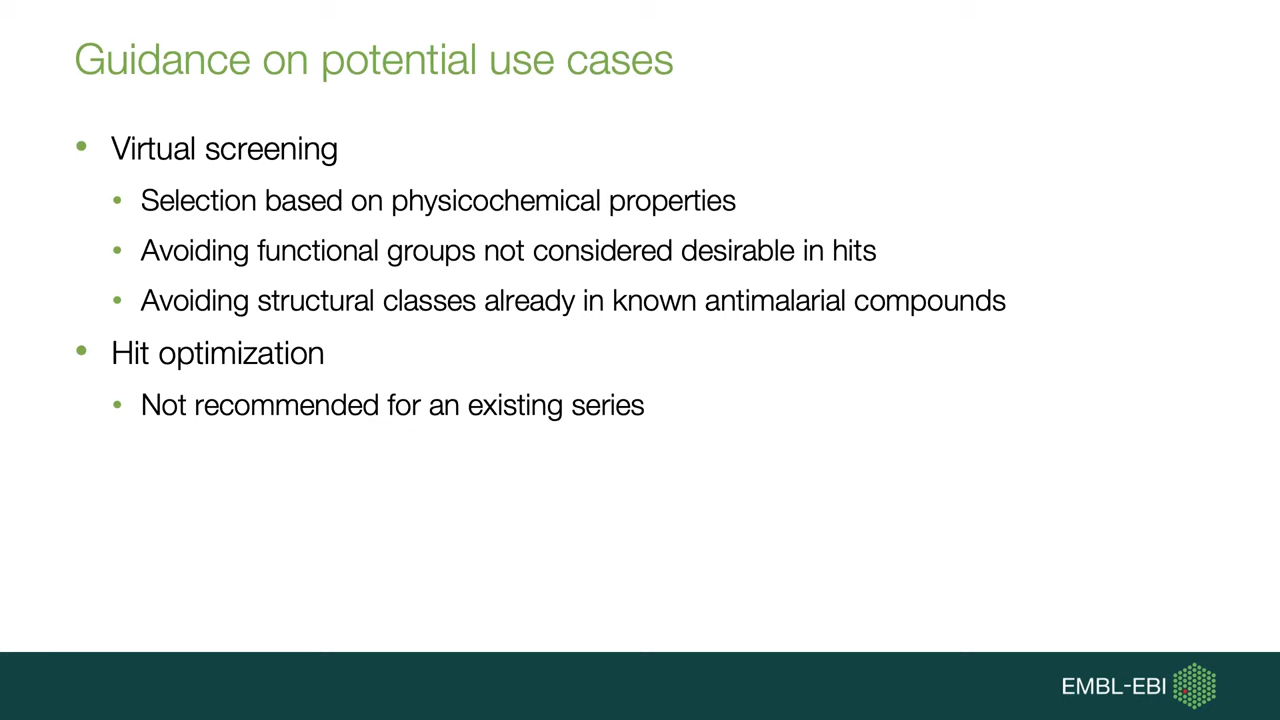 Guidance on potential use cases
• Virtual screening
• Selection based on physicochemical properties
• Avoiding functional groups not considered desirable in hits
• Avoiding structural classes already in known antimalarial compounds
• Hit optimization
• Not recommended for an existing series
EMBL-EBI